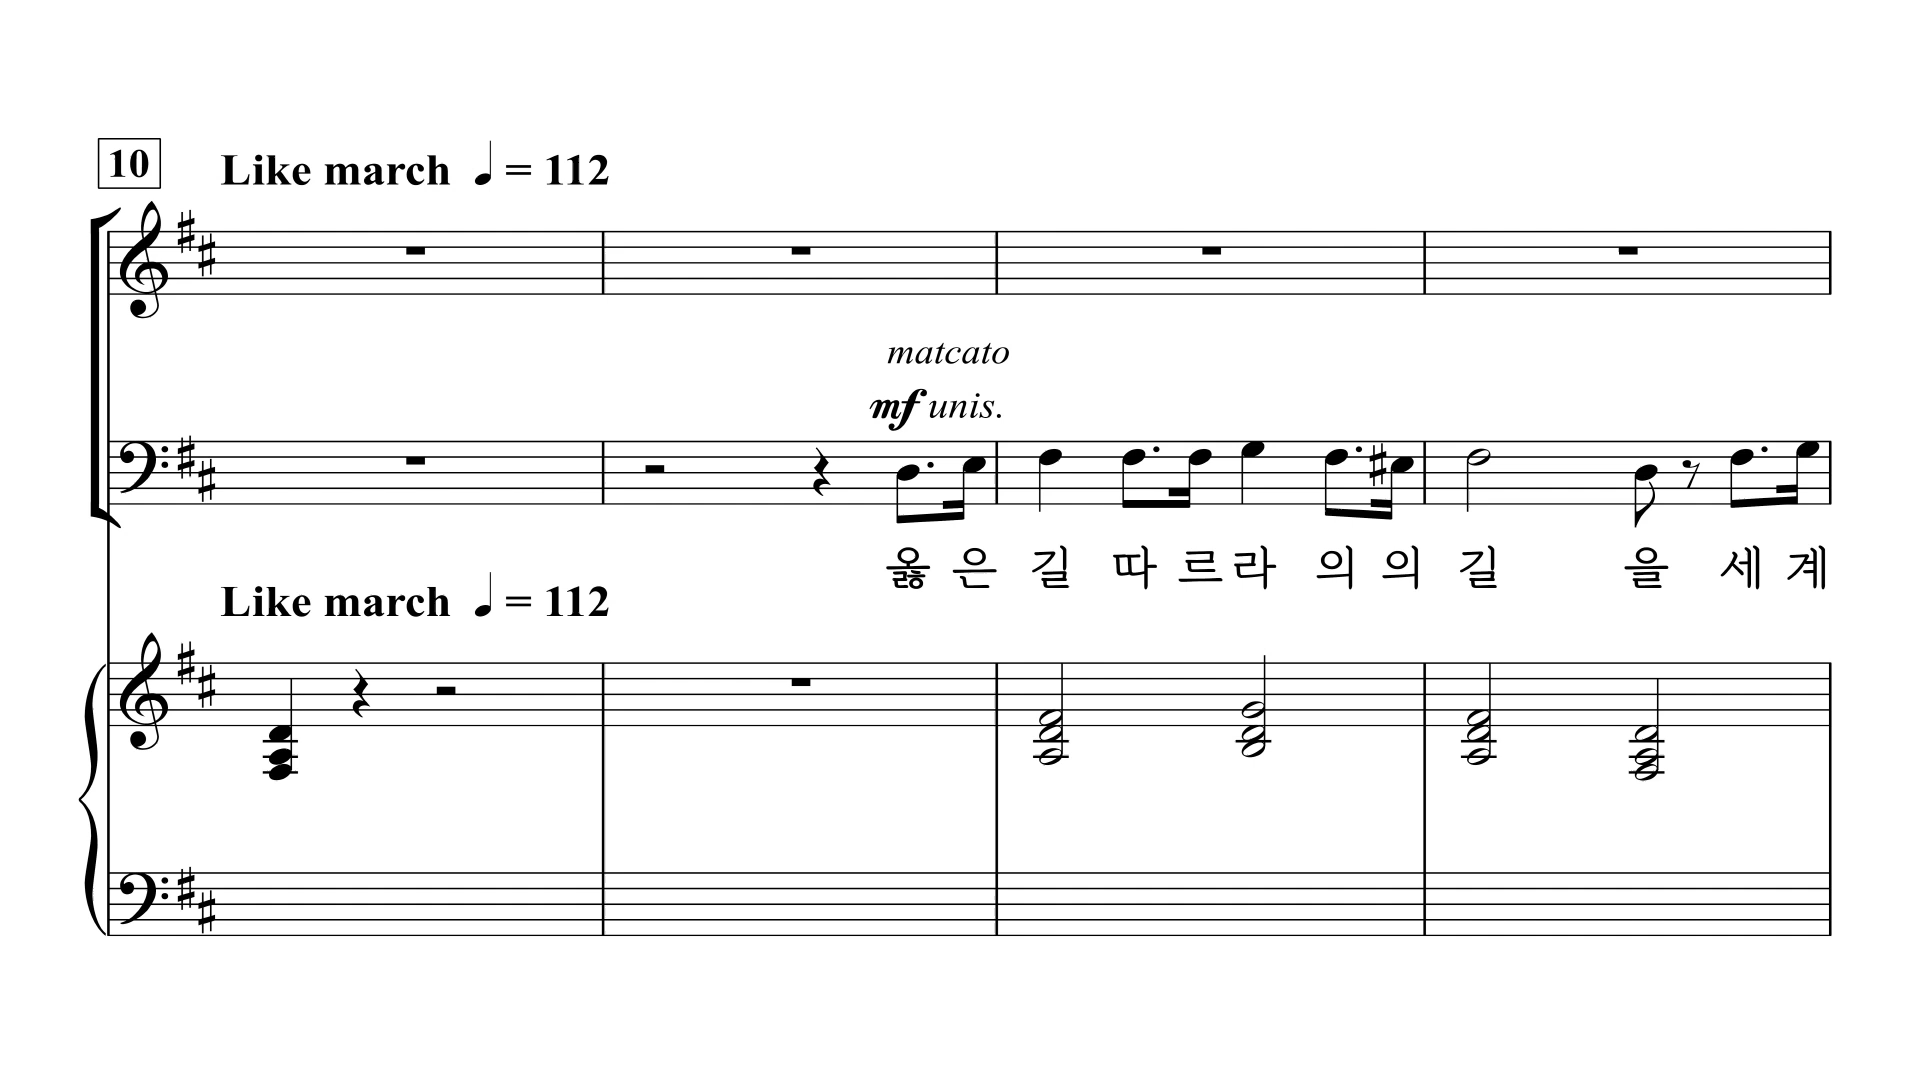 10 Like march ♩= 112
matcato
mf unis.
옳은 길 따르라 의의 길 을 세계
Like march ♩= 112